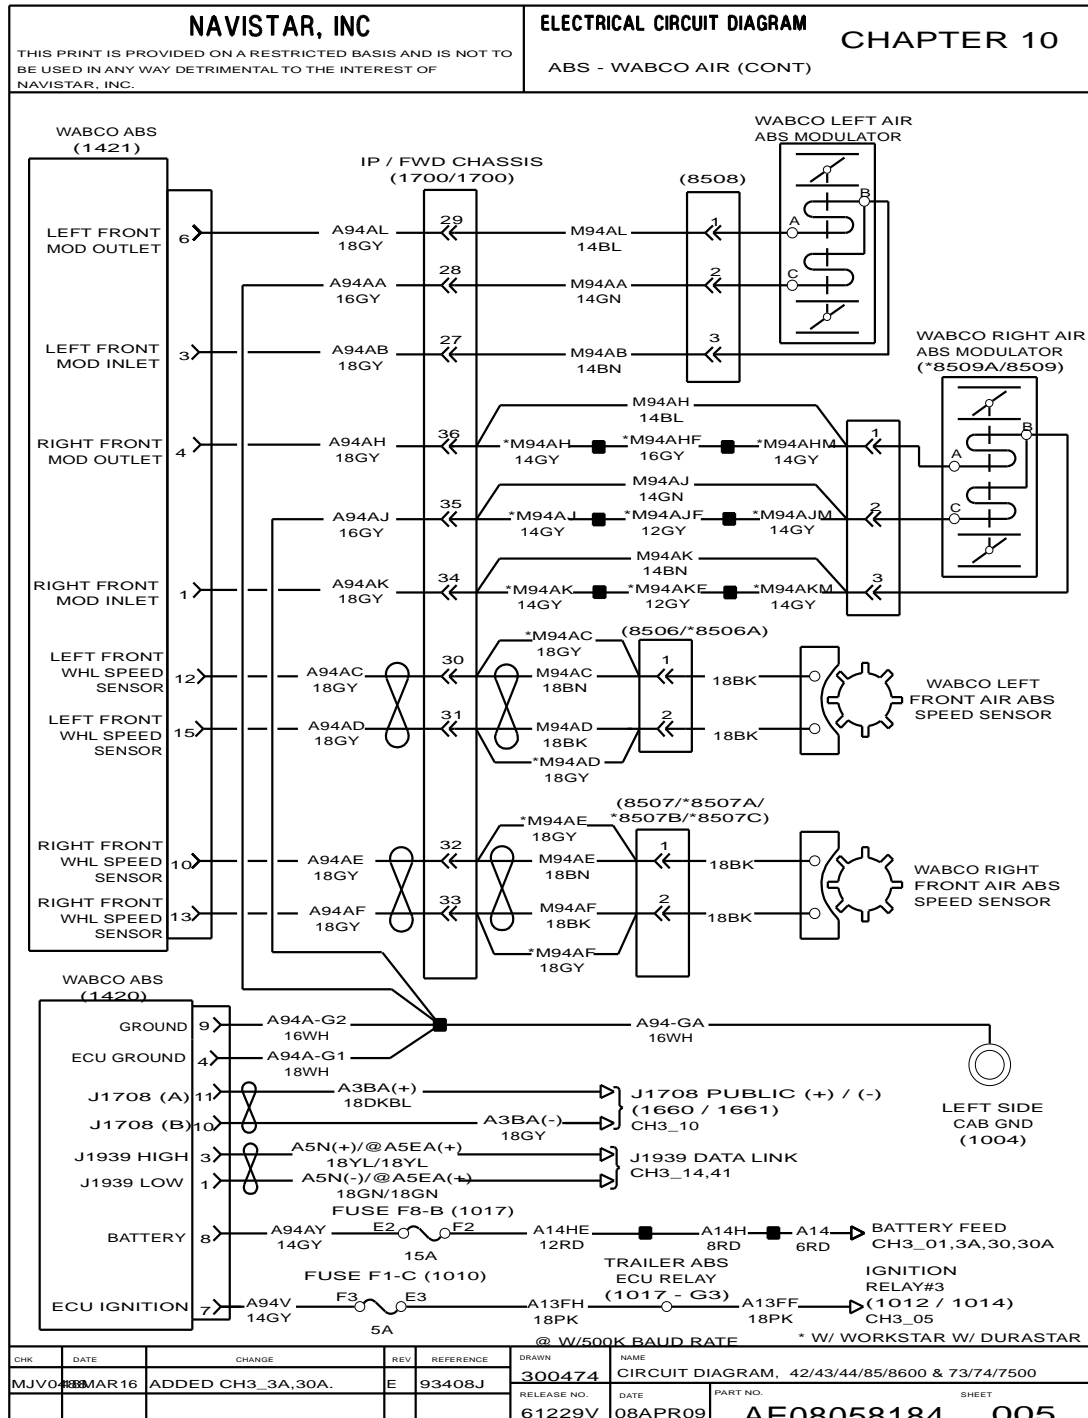 NAVISTAR, INC
THIS PRINT IS PROVIDED ON A RESTRICTED BASIS AND IS NOT TO
BE USED IN ANY WAY DETRIMENTAL TO THE INTEREST OF
NAVISTAR, INC.
ELECTRICAL CIRCUIT DIAGRAM
CHAPTER 10
ABS - WABCO AIR (CONT)
WABCO ABS
(1421)
IP / FWD CHASSIS
(1700/1700)
(8508)
WABCO LEFT AIR
ABS MODULATOR
A
B
C
LEFT FRONT
MOD OUTLET
6
A94AL
18GY
29
M94AL
14BL
1
A94AA
16GY
28
M94AA
14GN
2
LEFT FRONT
MOD INLET
3
A94AB
18GY
27
M94AB
14BN
3
WABCO RIGHT AIR
ABS MODULATOR
(*8509A/8509)
A
B
C
RIGHT FRONT
MOD OUTLET
4
A94AH
18GY
36
M94AH
14BL
*M94AH
14GY
*M94AHF
16GY
*M94AHM
14GY
1
A94AJ
16GY
35
M94AJ
14GN
*M94AJ
14GY
*M94AJF
12GY
*M94AJM
14GY
2
RIGHT FRONT
MOD INLET
1
A94AK
18GY
34
M94AK
14BN
*M94AK
14GY
*M94AKF
12GY
*M94AKM
14GY
3
(8506/*8506A)
LEFT FRONT
WHL SPEED
SENSOR
12
A94AC
18GY
30
*M94AC
18GY
M94AC
18BN
1
18BK
LEFT FRONT
WHL SPEED
SENSOR
15
A94AD
18GY
31
M94AD
18BK
*M94AD
18GY
2
18BK
WABCO LEFT
FRONT AIR ABS
SPEED SENSOR
(8507/*8507A/
*8507B/*8507C)
RIGHT FRONT
WHL SPEED
SENSOR
10
A94AE
18GY
32
*M94AE
18GY
M94AE
18BN
1
18BK
RIGHT FRONT
WHL SPEED
SENSOR
13
A94AF
18GY
33
M94AF
18BK
*M94AF
18GY
2
18BK
WABCO RIGHT
FRONT AIR ABS
SPEED SENSOR
WABCO ABS
(1420)
GROUND 9
A94A-G2
16WH
A94-GA
16WH
ECU GROUND 4
A94A-G1
18WH
LEFT SIDE
CAB GND
(1004)
J1708 (A) 11
A3BA(+)
18DKBL
J1708 (B) 10
A3BA(-)
18GY
J1708 PUBLIC (+) / (-)
(1660 / 1661)
CH3_10
J1939 HIGH 3
A5N(+)/@A5EA(+)
18YL/18YL
J1939 LOW 1
A5N(-)/@A5EA(+)
18GN/18GN
J1939 DATA LINK
CH3_14,41
FUSE F8-B (1017)
BATTERY 8
A94AY
14GY
E2
F2
15A
A14HE
12RD
A14H
8RD
A14
6RD
BATTERY FEED
CH3_01,3A,30,30A
FUSE F1-C (1010)
ECU IGNITION 7
A94V
14GY
F3
E3
5A
A13FH
18PK
TRAILER ABS
ECU RELAY
(1017 - G3)
A13FF
18PK
IGNITION
RELAY#3
(1012 / 1014)
CH3_05
@ W/500K BAUD RATE
* W/ WORKSTAR W/ DURASTAR
CHK DATE CHANGE REV REFERENCE
MJV ADDED CH3_3A,30A. E 93408J
DRAWN
300474
NAME
CIRCUIT DIAGRAM, 42/43/44/85/8600 & 73/74/7500
RELEASE NO.
61229V
DATE
08APR09
PART NO.
AE08058184
SHEET
005